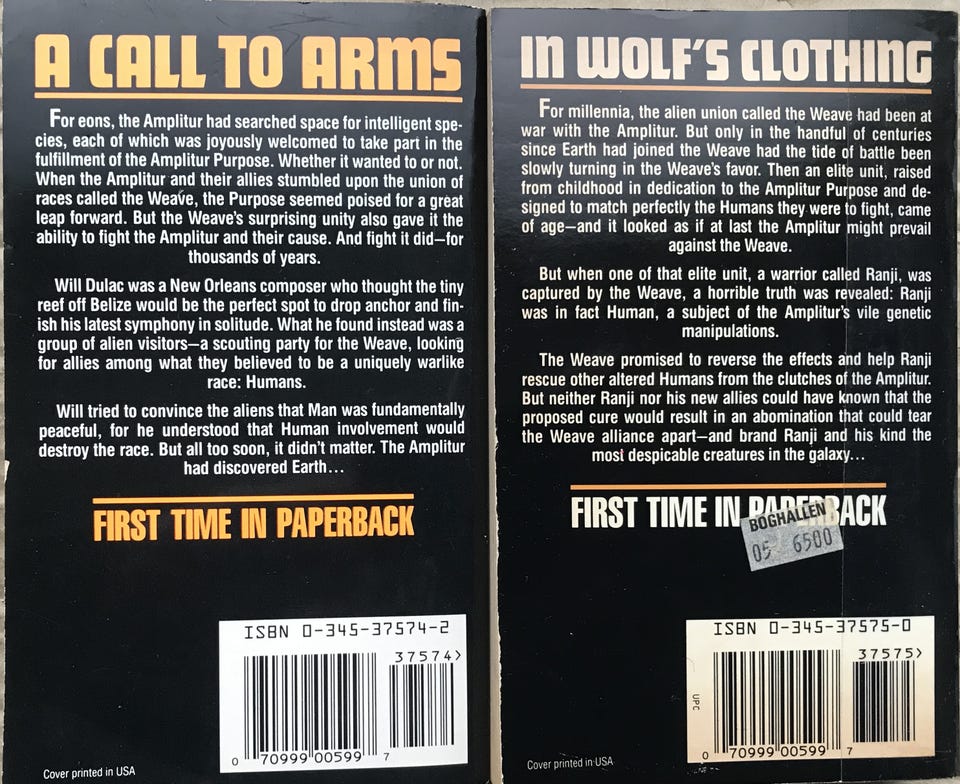 A CALL TO ARMS
For eons, the Amplitur had searched space for intelligent spe-
cies, each of which was joyously welcomed to take part in the
fulfillment of the Amplitur Purpose. Whether it wanted to or not.
When the Amplitur and their allies stumbled upon the union of
races called the Weave, the Purpose seemed poised for a great
leap forward. But the Weave's surprising unity also gave it the
ability to fight the Amplitur and their cause. And fight it did—for
thousands of years.
Will Dulac was a New Orleans composer who thought the tiny
reef off Belize would be the perfect spot to drop anchor and fin-
ish his latest symphony in solitude. What he found instead was a
group of alien visitors—a scouting party for the Weave, looking
for allies among what they believed to be a uniquely warlike
race: Humans.
Will tried to convince the aliens that Man was fundamentally
peaceful, for he understood that Human involvement would
destroy the race. But all too soon, it didn't matter. The Amplitur
had discovered Earth...
FIRST TIME IN PAPERBACK
ISBN 0-345-37574-2
37574>
0 70999 00599 7
Cover printed in USA
IN WOLF'S CLOTHING
For millennia, the alien union called the Weave had been at
war with the Amplitur. But only in the handful of centuries
since Earth had joined the Weave had the tide of battle been
slowly turning in the Weave's favor. Then an elite unit, raised
from childhood in dedication to the Amplitur Purpose and de-
signed to match perfectly the Humans they were to fight, came
of age—and it looked as if at last the Amplitur might prevail
against the Weave.
But when one of that elite unit, a warrior called Ranji, was
captured by the Weave, a horrible truth was revealed: Ranji
was in fact Human, a subject of the Amplitur's vile genetic
manipulations.
The Weave promised to reverse the effects and help Ranji
rescue other altered Humans from the clutches of the Amplitur.
But neither Ranji nor his new allies could have known that the
proposed cure would result in an abomination that could tear
the Weave alliance apart—and brand Ranji and his kind the
most despicable creatures in the galaxy...
FIRST TIME IN PAPERBACK
BOGHALLEN
05 6500
ISBN 0-345-37575-0
37575>
UPC
0 70999 00599 7
Cover printed in USA